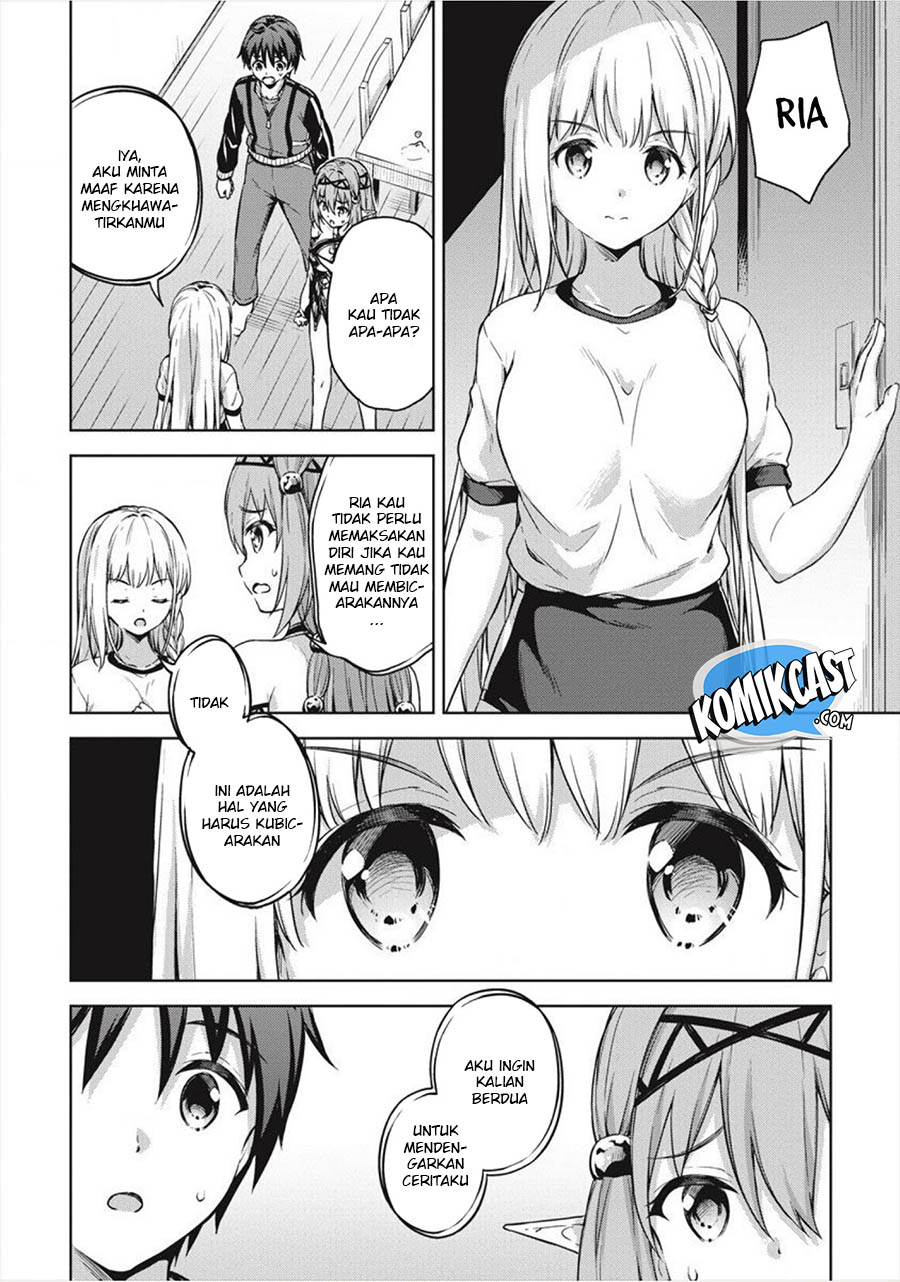 RIA
APA
KAU TIDAK
APA-APA?
IYA,
AKU MINTA
MAAF KARENA
MENGKHAWA-
TIRKANMU
RIA KAU
TIDAK PERLU
MEMAKSAKAN
DIRI JIKA KAU
MEMANG TIDAK
MAU MEMBIC-
ARAKANNYA
...
TIDAK
INI ADALAH
HAL YANG
HARUS KUBIC-
ARAKAN
KOMIKCAST
.COM
AKU INGIN
KALIAN
BERDUA
UNTUK
MENDEN-
GARKAN
CERITAKU